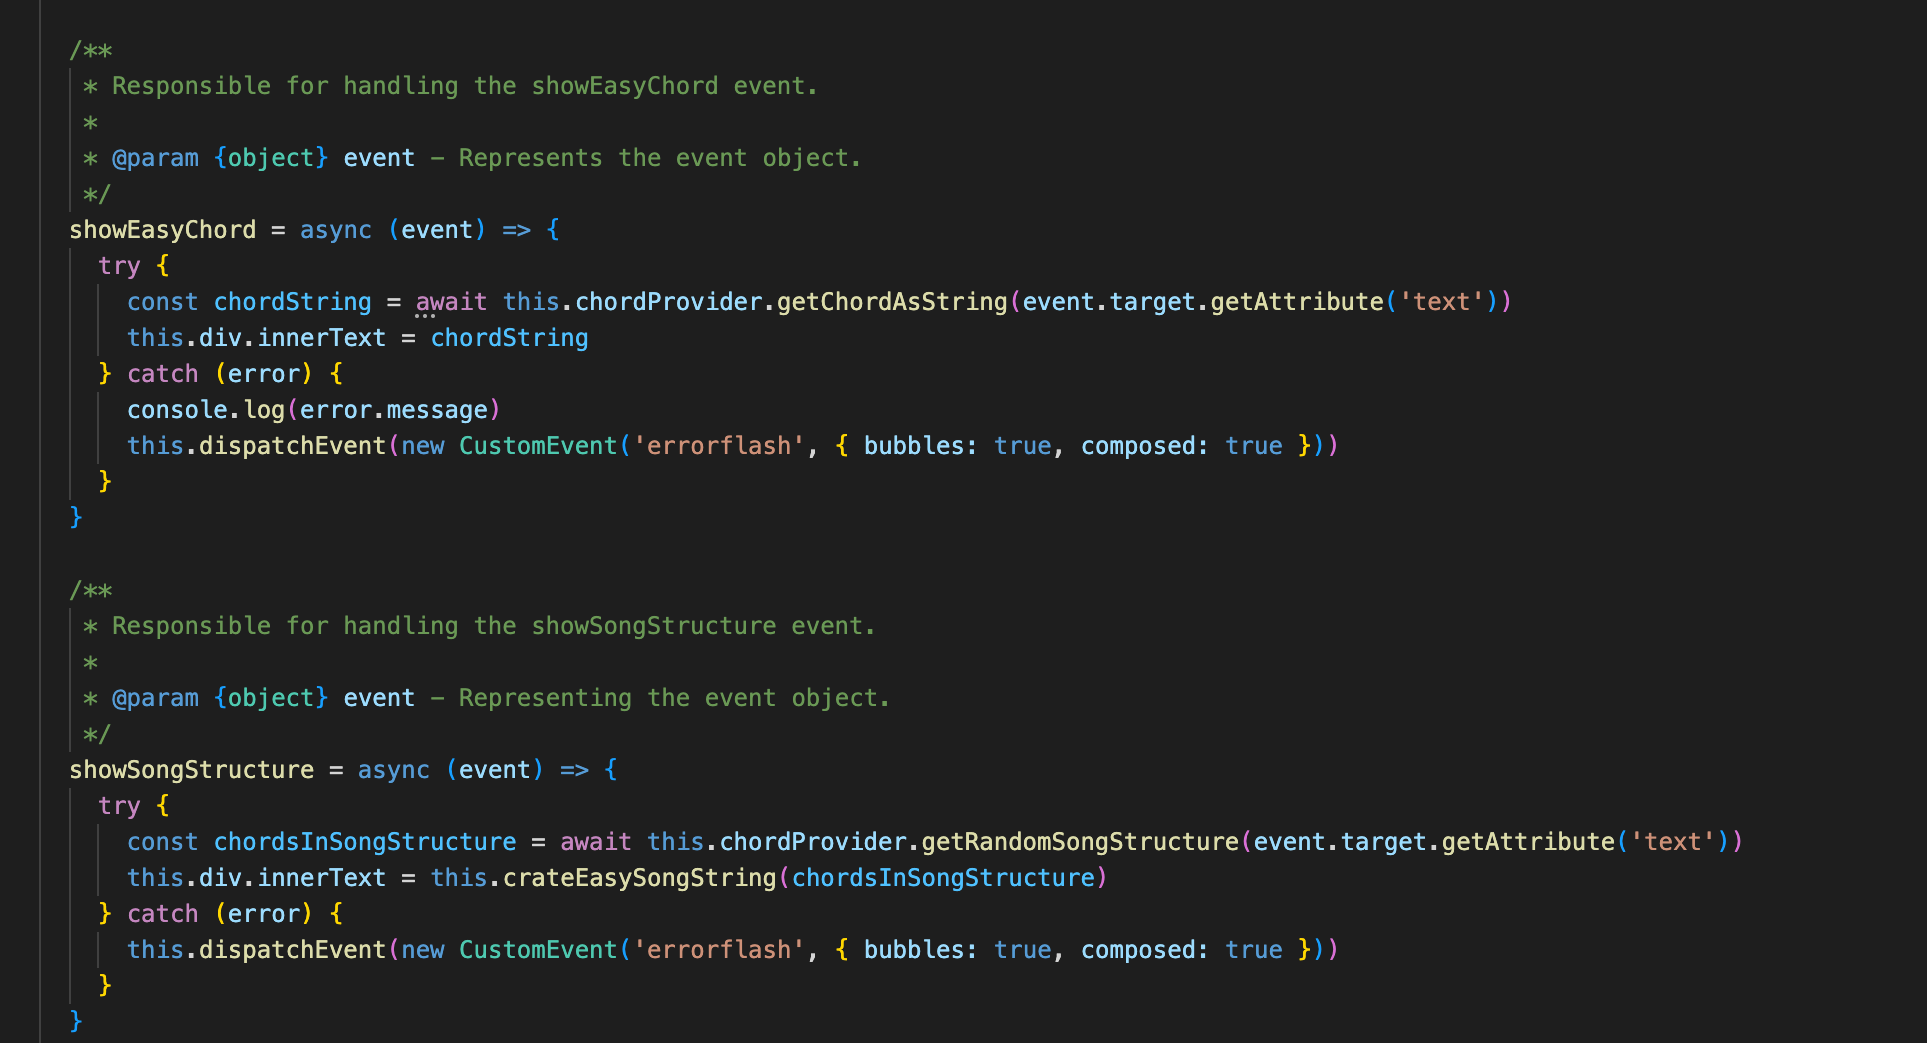 /**
 * Responsible for handling the showEasyChord event.
 *
 * @param {object} event - Represents the event object.
 */
showEasyChord = async (event) => {
  try {
    const chordString = await this.chordProvider.getChordAsString(event.target.getAttribute('text'))
    this.div.innerText = chordString
  } catch (error) {
    console.log(error.message)
    this.dispatchEvent(new CustomEvent('errorflash', { bubbles: true, composed: true }))
  }
}

/**
 * Responsible for handling the showSongStructure event.
 *
 * @param {object} event - Representing the event object.
 */
showSongStructure = async (event) => {
  try {
    const chordsInSongStructure = await this.chordProvider.getRandomSongStructure(event.target.getAttribute('text'))
    this.div.innerText = this.crateEasySongString(chordsInSongStructure)
  } catch (error) {
    this.dispatchEvent(new CustomEvent('errorflash', { bubbles: true, composed: true }))
  }
}